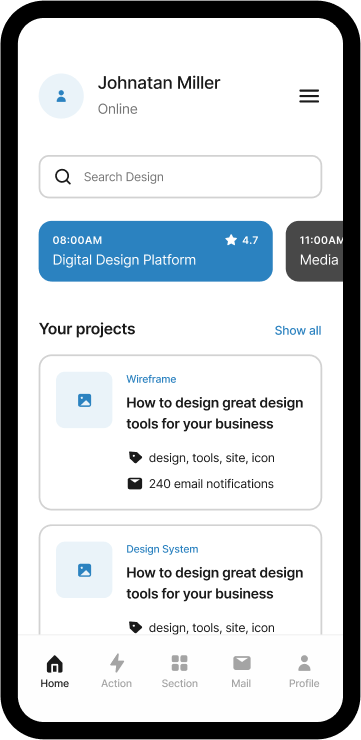 Johnatan Miller
Online
Search Design
08:00AM
4.7
Digital Design Platform
11:00AM
Media
Your projects
Show all
Wireframe
How to design great design
tools for your business
design, tools, site, icon
240 email notifications
Design System
How to design great design
tools for your business
design, tools, site, icon
Home
Action
Section
Mail
Profile